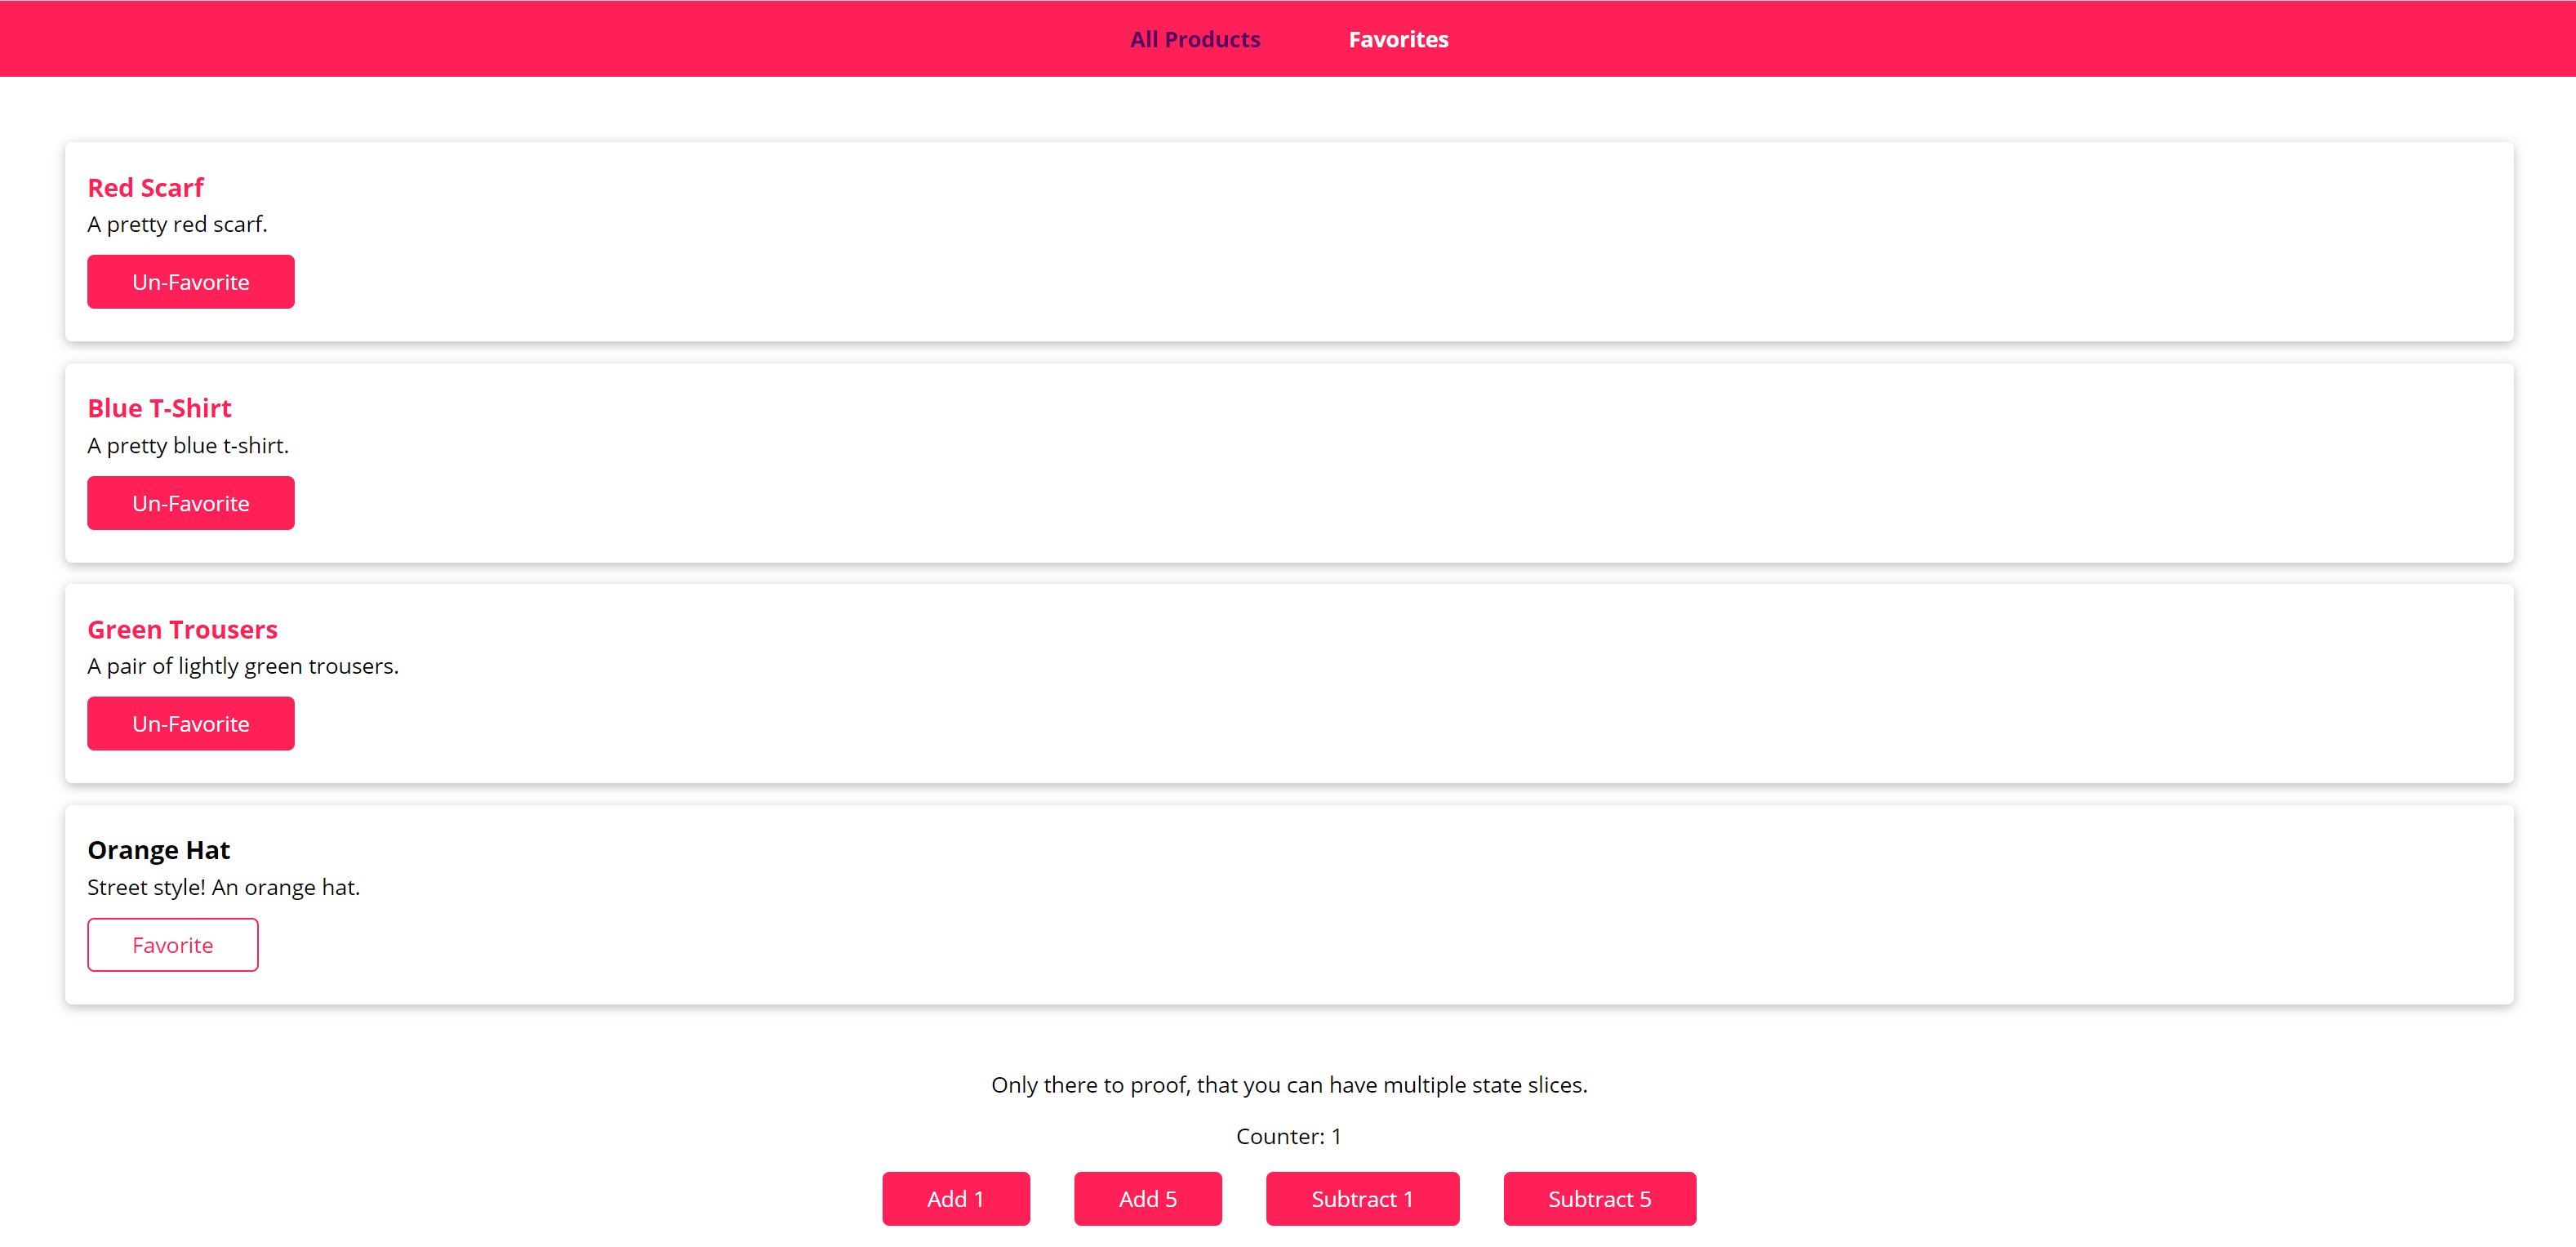 All Products Favorites
Red Scarf
A pretty red scarf.
Un-Favorite
Blue T-Shirt
A pretty blue t-shirt.
Un-Favorite
Green Trousers
A pair of lightly green trousers.
Un-Favorite
Orange Hat
Street style! An orange hat.
Favorite
Only there to proof, that you can have multiple state slices.
Counter: 1
Add 1 Add 5 Subtract 1 Subtract 5